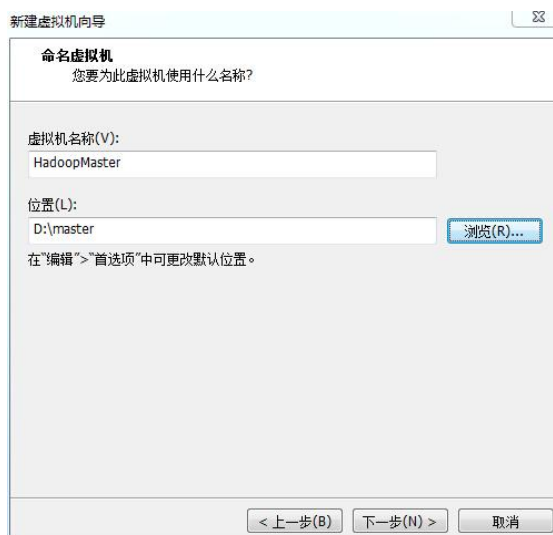 新建虚拟机向导
命名虚拟机
您要为此虚拟机使用什么名称?
虚拟机名称(V):
HadoopMaster
位置(L):
D:\master
浏览(R)...
在"编辑">"首选项"中可更改默认位置。
< 上一步(B)
下一步(N) >
取消